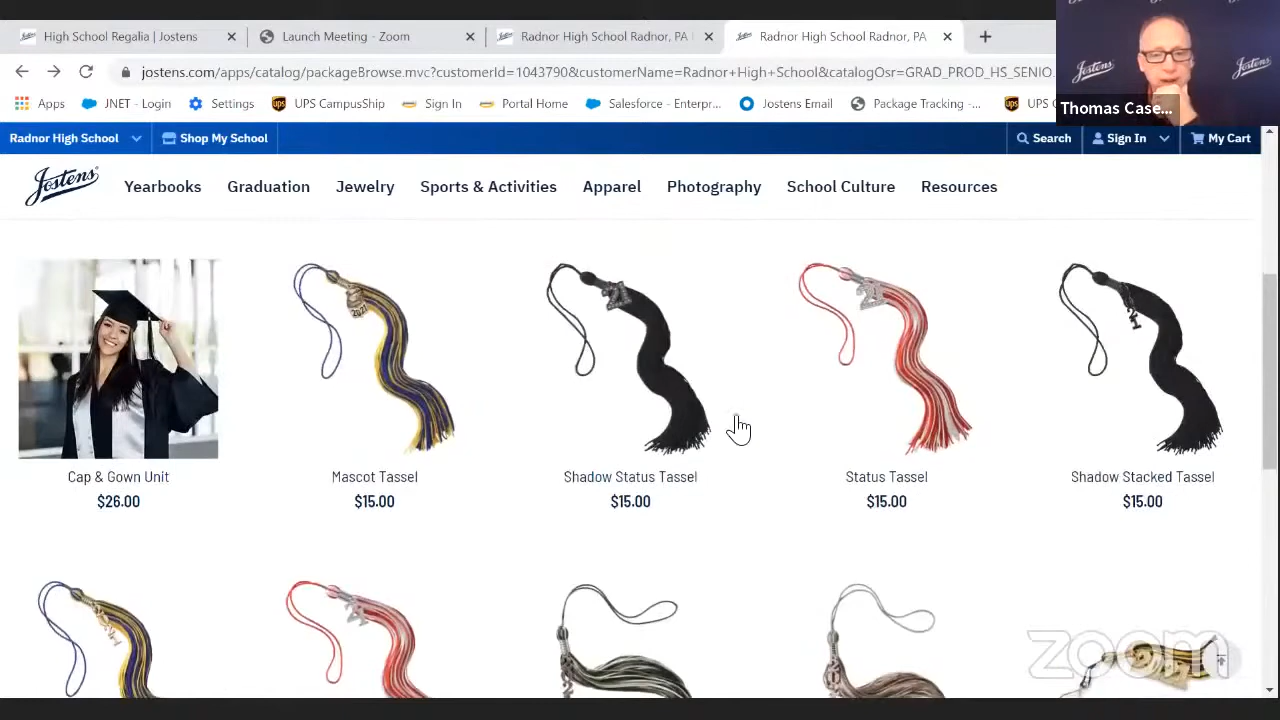 High School Regalia | Jostens
Launch Meeting - Zoom
Radnor High School Radnor, PA
Radnor High School Radnor, PA
jostens.com/apps/catalog/packageBrowse.mvc?customerId=1043790&customerName=Radnor+High+School&catalogOsr=GRAD_PROD_HS_SENIO...
Jostens
Jostens
Thomas Case...
Apps
JNET - Login
Settings
UPS CampusShip
Sign In
Portal Home
Salesforce - Enterpr...
Jostens Email
Package Tracking -...
UPS
Radnor High School
Shop My School
Search
Sign In
My Cart
Jostens
Yearbooks
Graduation
Jewelry
Sports & Activities
Apparel
Photography
School Culture
Resources
Cap & Gown Unit
Mascot Tassel
Shadow Status Tassel
Status Tassel
Shadow Stacked Tassel
$26.00
$15.00
$15.00
$15.00
$15.00
zoom